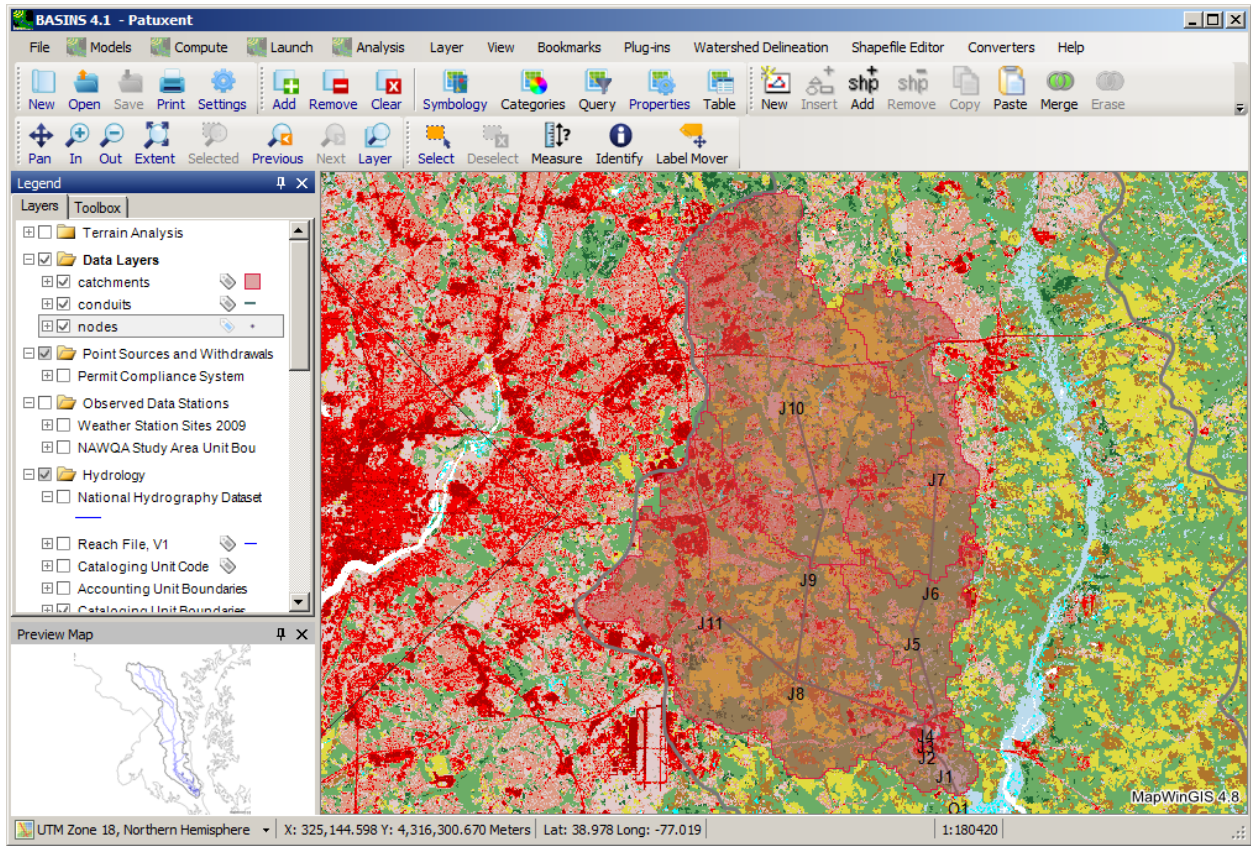 BASINS 4.1 - Patuxent
File Models Compute Launch Analysis Layer View Bookmarks Plug-ins Watershed Delineation Shapefile Editor Converters Help
New Open Save Print Settings Add Remove Clear Symbology Categories Query Properties Table New Insert Add Remove Copy Paste Merge Erase
Pan In Out Extent Selected Previous Next Layer Select Deselect Measure Identify Label Mover
Legend
Layers Toolbox
Terrain Analysis
Data Layers
catchments
conduits
nodes
Point Sources and Withdrawals
Permit Compliance System
Observed Data Stations
Weather Station Sites 2009
NAWQA Study Area Unit Bou
Hydrology
National Hydrography Dataset
Reach File, V1
Cataloging Unit Code
Accounting Unit Boundaries
Cataloging Unit Boundaries
Preview Map
J10
J7
J9
J6
J11
J5
J8
J4
J3
J2
J1
O1
MapWinGIS 4.8
UTM Zone 18, Northern Hemisphere X: 325,144.598 Y: 4,316,300.670 Meters Lat: 38.978 Long: -77.019 1:180420